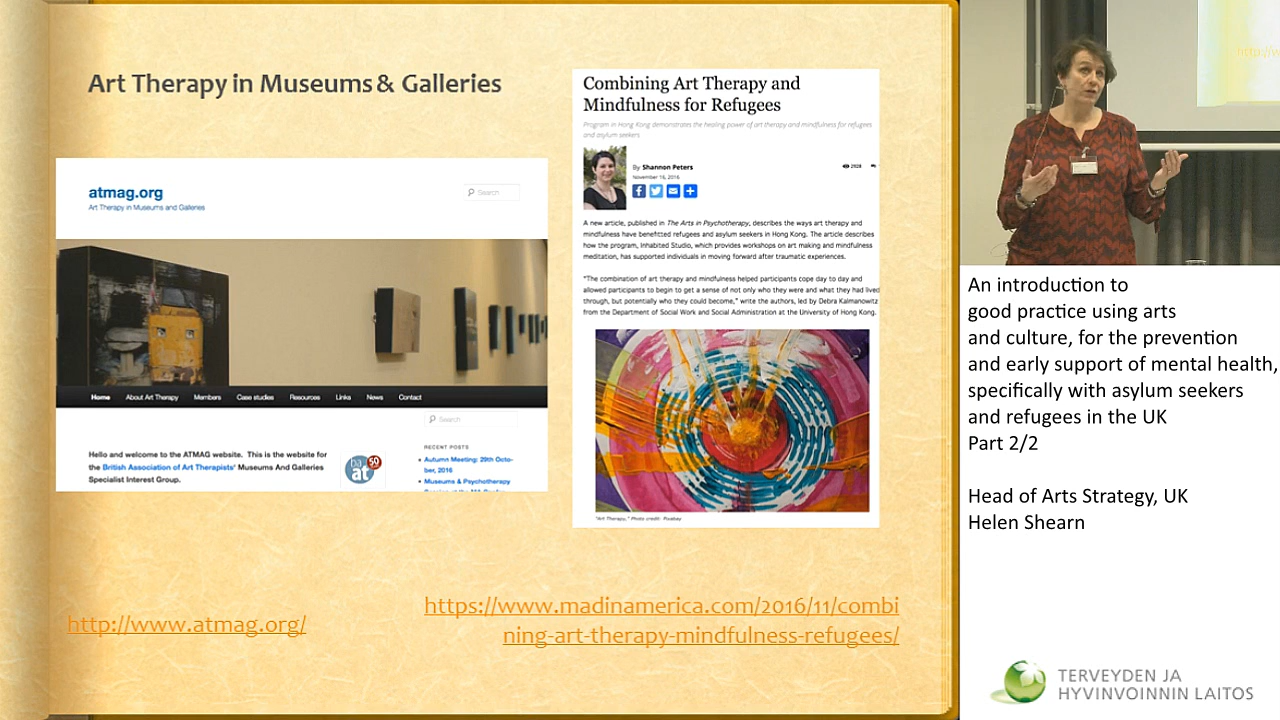 Art Therapy in Museums & Galleries
atmag.org
Art Therapy in Museums and Galleries
Search
Home About Art Therapy Members Case studies Resources Links News Contact
Search
Hello and welcome to the ATMAG website. This is the website for
the British Association of Art Therapists' Museums And Galleries
Specialist Interest Group.
ba
at
50
RECENT POSTS
Autumn Meeting: 29th Octo-
ber, 2016
Museums & Psychotherapy
http://www.atmag.org/
Combining Art Therapy and
Mindfulness for Refugees
Program in Hong Kong demonstrates the healing power of art therapy and mindfulness for refugees
and asylum seekers
By Shannon Peters
November 16, 2016
2928
A new article, published in The Arts in Psychotherapy, describes the ways art therapy and
mindfulness have benefitted refugees and asylum seekers in Hong Kong. The article describes
how the program, Inhabited Studio, which provides workshops on art making and mindfulness
meditation, has supported individuals in moving forward after traumatic experiences.
"The combination of art therapy and mindfulness helped participants cope day to day and
allowed participants to begin to get a sense of not only who they were and what they had lived
through, but potentially who they could become," write the authors, led by Debra Kalmanowitz
from the Department of Social Work and Social Administration at the University of Hong Kong.
"Art Therapy," Photo credit: Pixabay
https://www.madinamerica.com/2016/11/combi
ning-art-therapy-mindfulness-refugees/
http://w
An introduction to
good practice using arts
and culture, for the prevention
and early support of mental health,
specifically with asylum seekers
and refugees in the UK
Part 2/2
Head of Arts Strategy, UK
Helen Shearn
TERVEYDEN JA
HYVINVOINNIN LAITOS